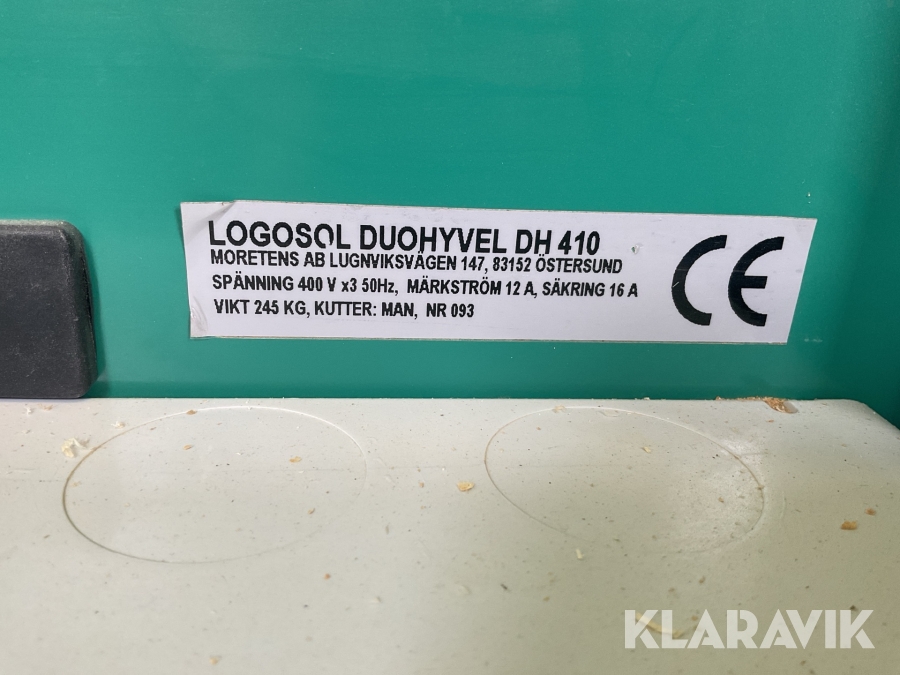 LOGOSOL DUOHYVEL DH 410
MORETENS AB LUGNVIKSVÄGEN 147, 83152 ÖSTERSUND
SPÄNNING 400 V x3 50Hz, MÄRKSTRÖM 12 A, SÄKRING 16 A
VIKT 245 KG, KUTTER: MAN, NR 093
CE
KLARAVIK